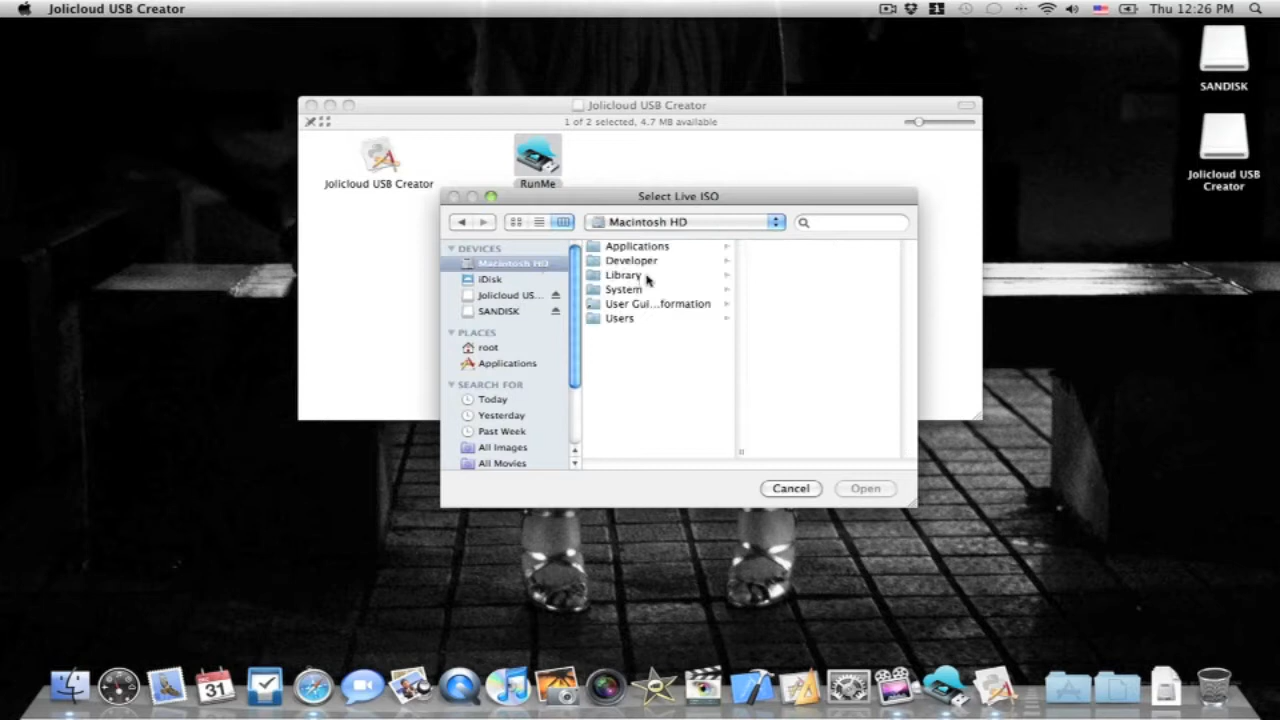 Jolicloud USB Creator
Thu 12:26 PM
SANDISK
Jolicloud USB
Creator
Jolicloud USB Creator
1 of 2 selected, 4.7 MB available
Jolicloud USB Creator
RunMe
Select Live ISO
Macintosh HD
DEVICES
Macintosh HD
iDisk
Jolicloud US...
SANDISK
PLACES
root
Applications
SEARCH FOR
Today
Yesterday
Past Week
All Images
All Movies
Applications
Developer
Library
System
User Gui...formation
Users
Cancel
Open
31